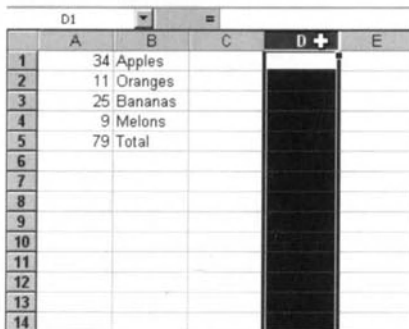 D1 =
A B C D E
1 34 Apples
2 11 Oranges
3 25 Bananas
4 9 Melons
5 79 Total
6
7
8
9
10
11
12
13
14